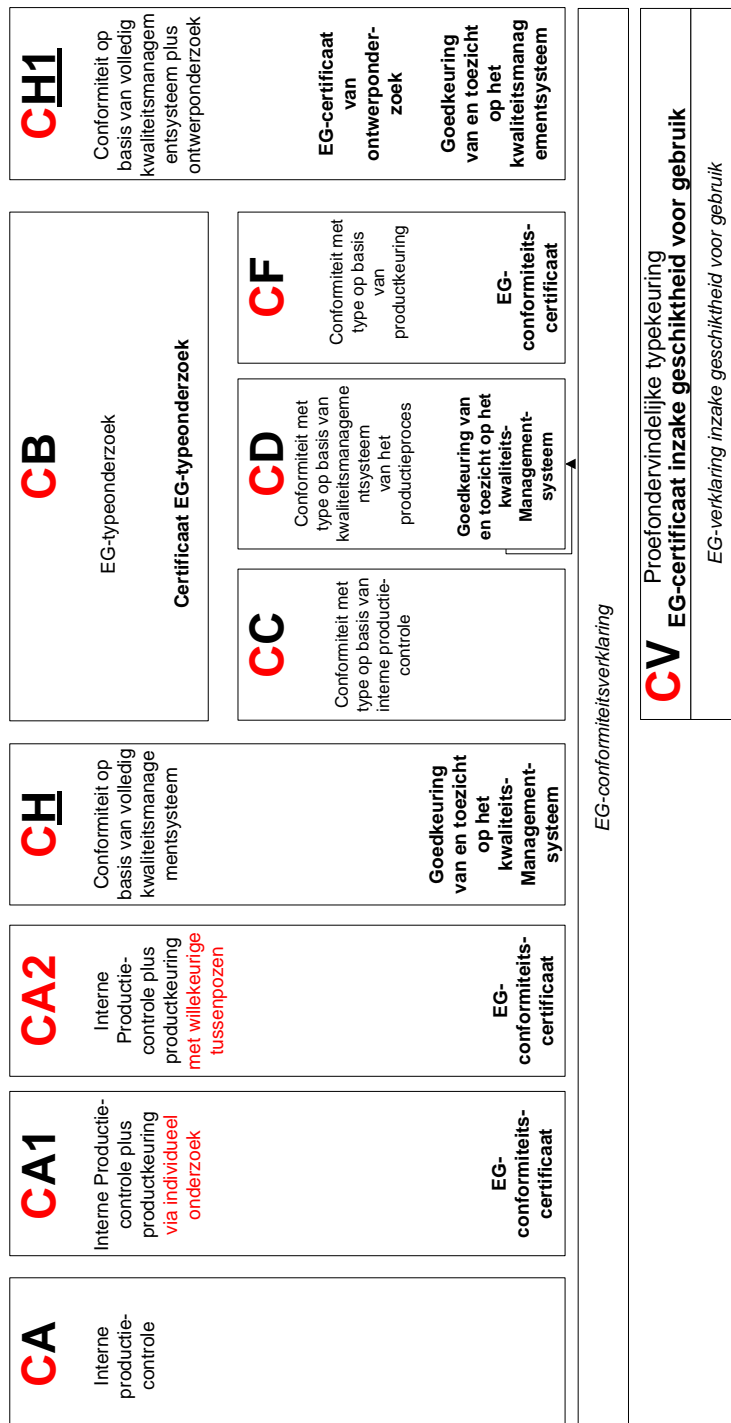 CA
Interne
productie-
controle
CA1
Interne Productie-
controle plus
productkeuring
via individueel
onderzoek
EG-
conformiteits-
certificaat
CA2
Interne
Productie-
controle plus
productkeuring
met willekeurige
tussenpozen
EG-
conformiteits-
certificaat
CH
Conformiteit op
basis van volledig
kwaliteitsmanage
mentsysteem
Goedkeuring
van en toezicht
op het
kwaliteits-
Management-
systeem
CB
EG-typeonderzoek
Certificaat EG-typeonderzoek
CC
Conformiteit met
type op basis van
interne productie-
controle
CD
Conformiteit met
type op basis van
kwaliteitsmanageme
ntsysteem
van het
productieproces
Goedkeuring van
en toezicht op het
kwaliteits-
Management-
systeem
CF
Conformiteit met
type op basis
van
productkeuring
EG-
conformiteits-
certificaat
CH1
Conformiteit op
basis van volledig
kwaliteitsmanagem
entsysteem plus
ontwerponderzoek
EG-certificaat
van
ontwerponder-
zoek
Goedkeuring
van en toezicht
op het
kwaliteitsmanag
ementsysteem
EG-conformiteitsverklaring
CV
Proefondervindelijke typekeuring
EG-certificaat inzake geschiktheid voor gebruik
EG-verklaring inzake geschiktheid voor gebruik